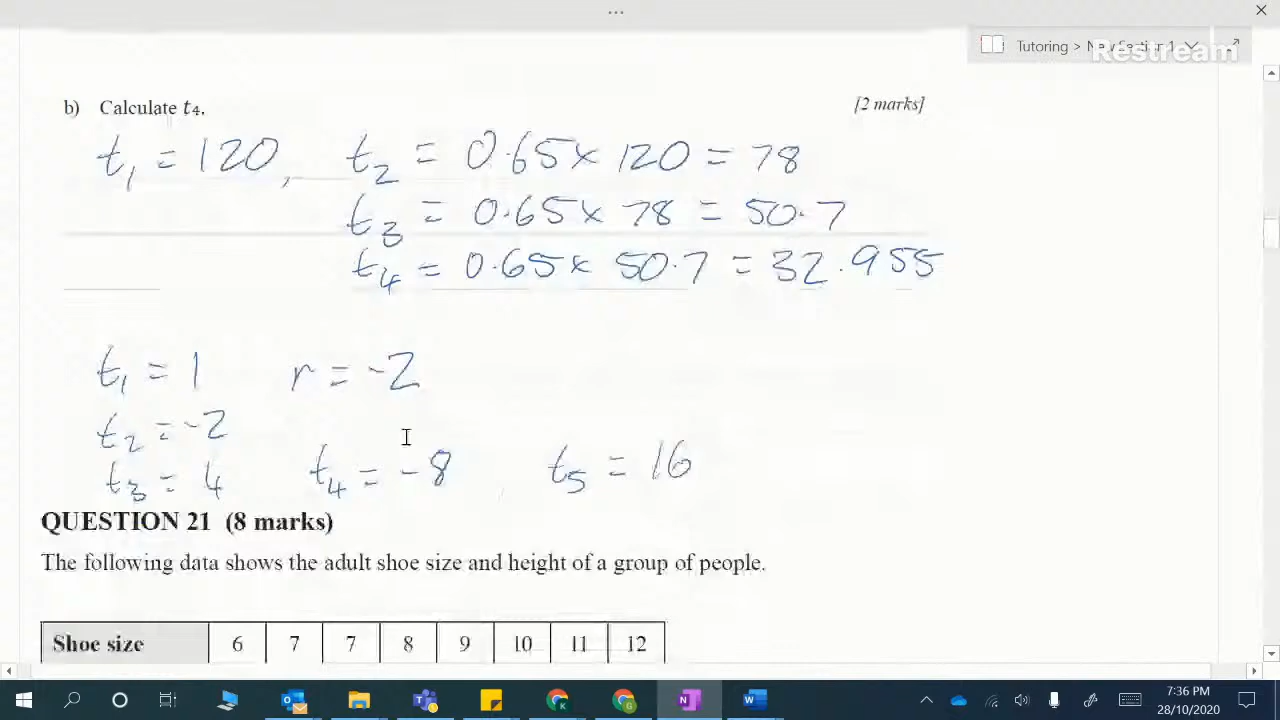 Tutoring > New Section 1
Restream
b) Calculate t₄. [2 marks]
t₁ = 120, t₂ = 0.65 × 120 = 78
t₃ = 0.65 × 78 = 50.7
t₄ = 0.65 × 50.7 = 32.955
t₁ = 1 r = -2
t₂ = -2
t₃ = 4 t₄ = -8 t₅ = 16
QUESTION 21 (8 marks)
The following data shows the adult shoe size and height of a group of people.
Shoe size 6 7 7 8 9 10 11 12
7:36 PM
28/10/2020